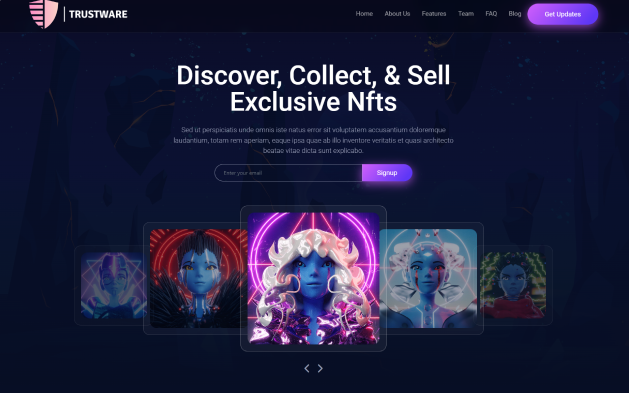 TRUSTWARE
Home About Us Features Team FAQ Blog Get Updates
Discover, Collect, & Sell
Exclusive Nfts
Sed ut perspiciatis unde omnis iste natus error sit voluptatem accusantium doloremque
laudantium, totam rem aperiam, eaque ipsa quae ab illo inventore veritatis et quasi architecto
beatae vitae dicta sunt explicabo.
Enter your email Signup